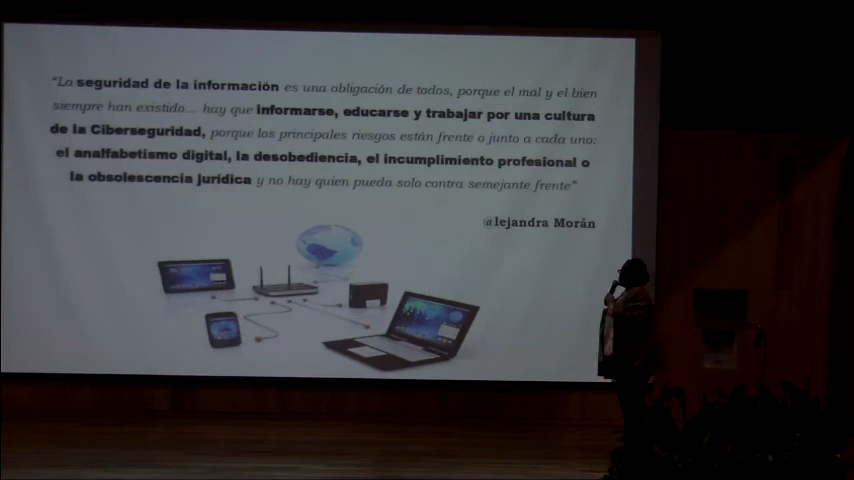 "La seguridad de la información es una obligación de todos, porque el mal y el bien
siempre han existido... hay que informarse, educarse y trabajar por una cultura
de la Ciberseguridad, porque los principales riesgos están frente o junto a cada uno:
el analfabetismo digital, la desobediencia, el incumplimiento profesional o
la obsolescencia jurídica y no hay quien pueda solo contra semejante frente"
@lejandra Morán